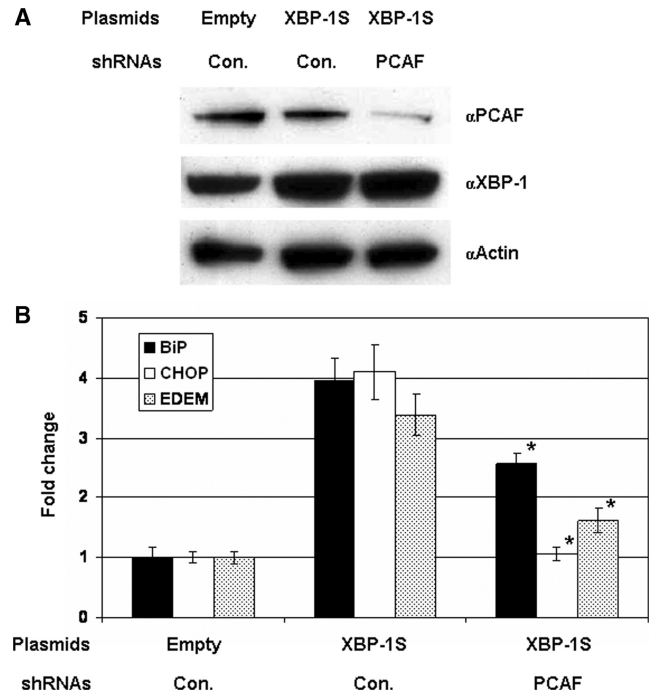 A
Plasmids Empty XBP-1S XBP-1S
shRNAs Con. Con. PCAF
αPCAF
αXBP-1
αActin
B
5
4
3
2
1
0
Fold change
BiP
CHOP
EDEM
*
*
*
Plasmids Empty XBP-1S XBP-1S
shRNAs Con. Con. PCAF